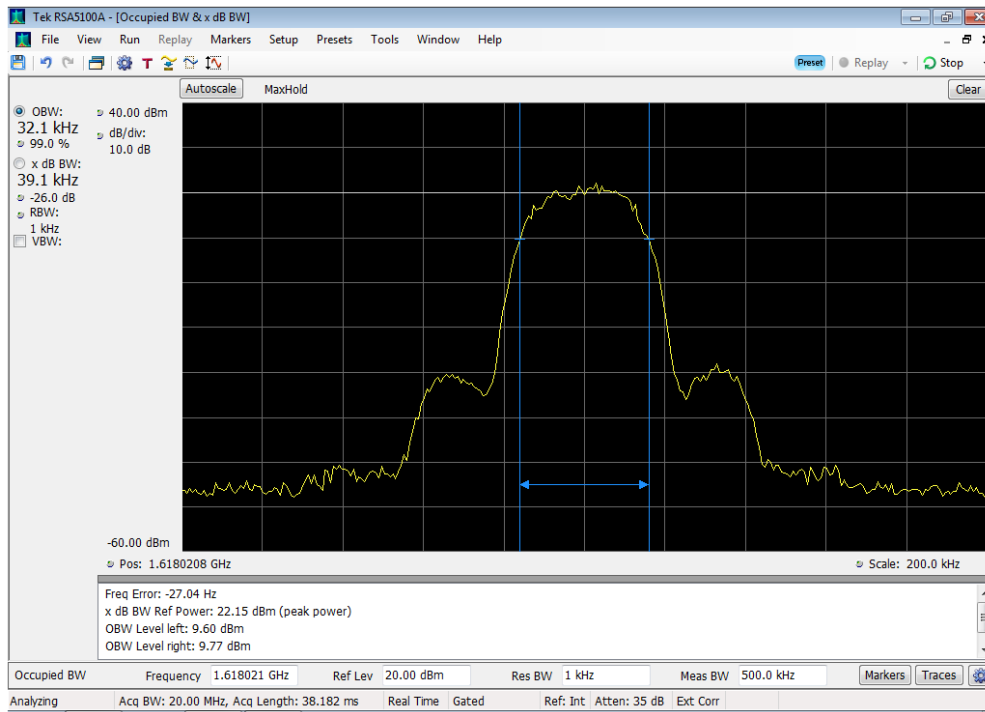 Tek RSA5100A - [Occupied BW & x dB BW]
File View Run Replay Markers Setup Presets Tools Window Help
Preset Replay Stop
Autoscale MaxHold Clear
OBW:
32.1 kHz
99.0 %
x dB BW:
39.1 kHz
-26.0 dB
RBW:
1 kHz
VBW:
40.00 dBm
dB/div:
10.0 dB
-60.00 dBm
Pos: 1.6180208 GHz Scale: 200.0 kHz
Freq Error: -27.04 Hz
x dB BW Ref Power: 22.15 dBm (peak power)
OBW Level left: 9.60 dBm
OBW Level right: 9.77 dBm
Occupied BW Frequency 1.618021 GHz Ref Lev 20.00 dBm Res BW 1 kHz Meas BW 500.0 kHz Markers Traces
Analyzing Acq BW: 20.00 MHz, Acq Length: 38.182 ms Real Time Gated Ref: Int Atten: 35 dB Ext Corr